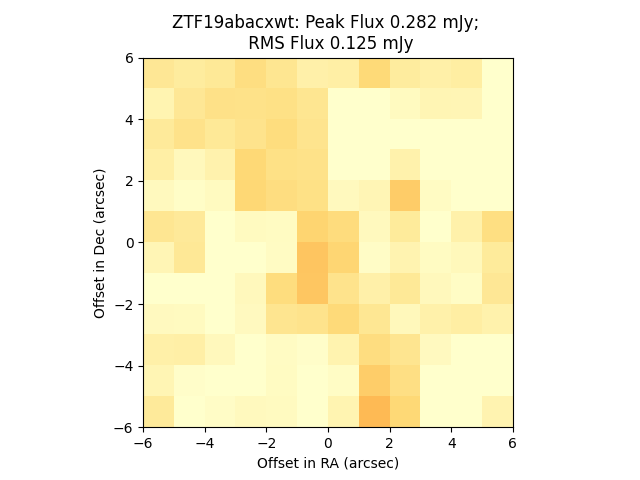 ZTF19abacxwt: Peak Flux 0.282 mJy;
RMS Flux 0.125 mJy
6
4
2
0
−2
−4
−6
Offset in Dec (arcsec)
−6 −4 −2 0 2 4 6
Offset in RA (arcsec)